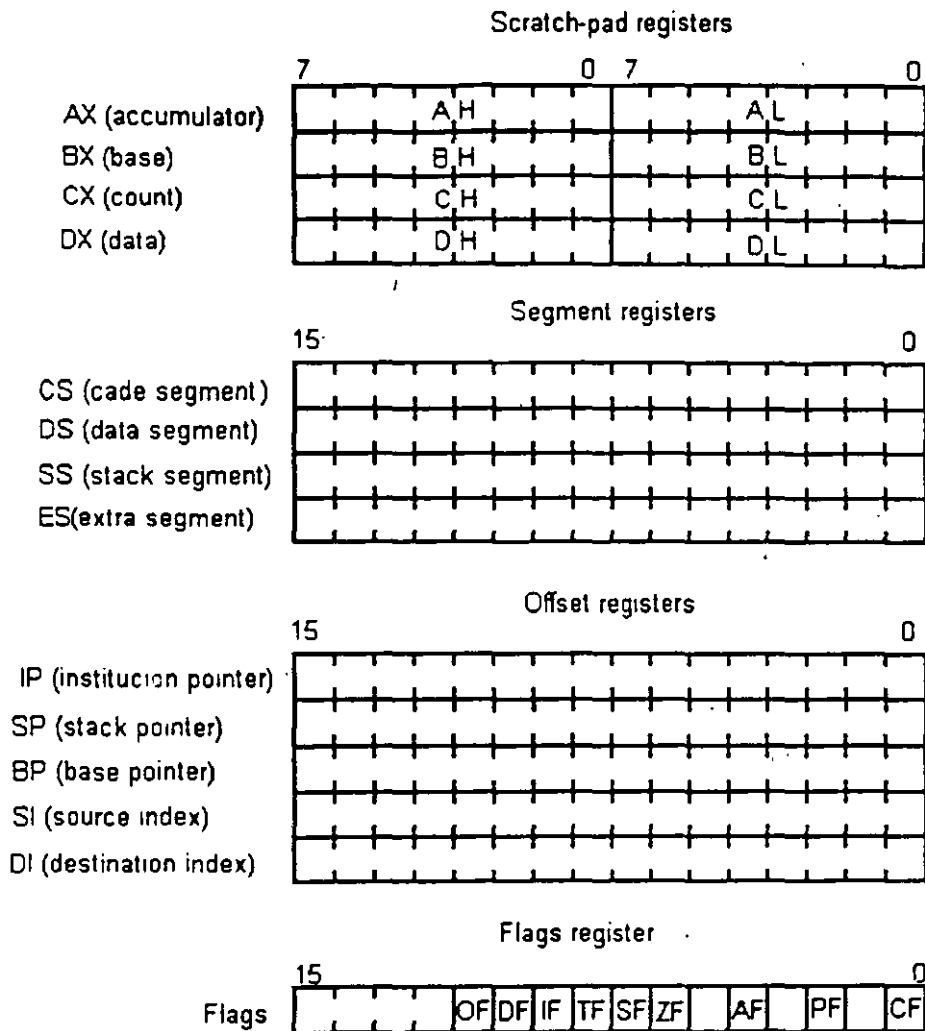 Scratch-pad registers
7 0 7 0
AX (accumulator) AH AL
BX (base) BH BL
CX (count) CH CL
DX (data) DH DL
Segment registers
15 0
CS (cade segment)
DS (data segment)
SS (stack segment)
ES(extra segment)
Offset registers
15 0
IP (institucion pointer)
SP (stack pointer)
BP (base pointer)
SI (source index)
DI (destination index)
Flags register
15 0
Flags OF DF IF TF SF ZF AF PF CF